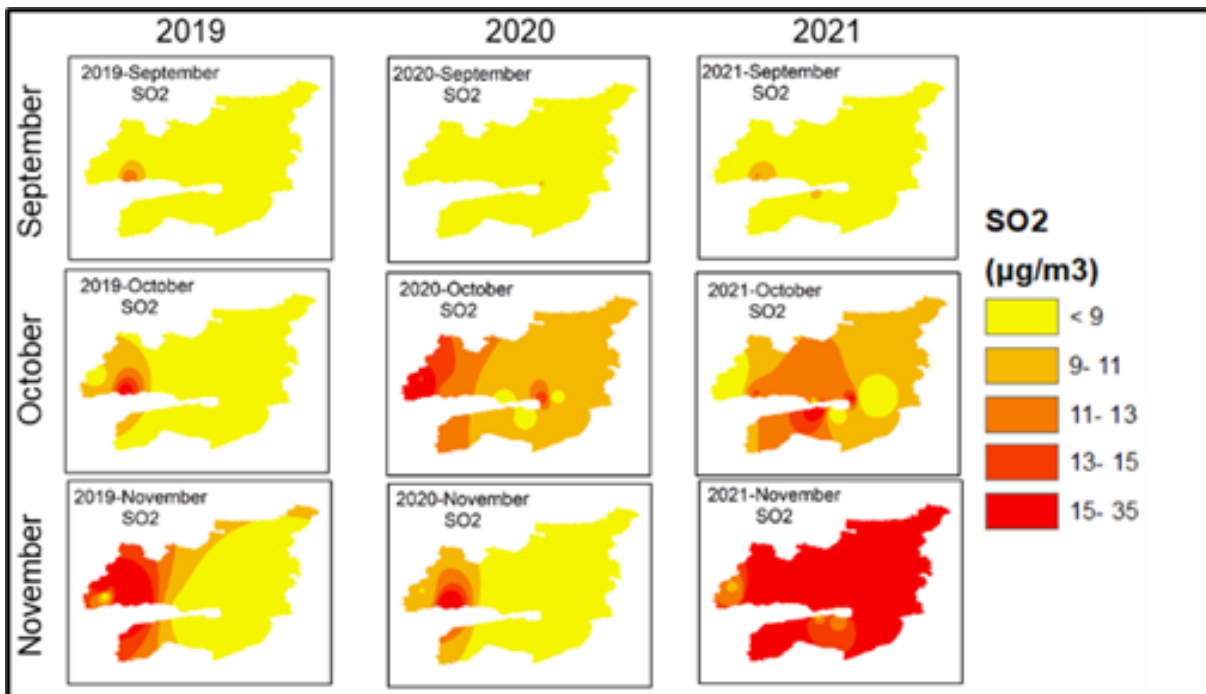 2019
2020
2021
September
2019-September
SO2
2020-September
SO2
2021-September
SO2
October
2019-October
SO2
2020-October
SO2
2021-October
SO2
November
2019-November
SO2
2020-November
SO2
2021-November
SO2
SO2
(µg/m3)
< 9
9- 11
11- 13
13- 15
15- 35